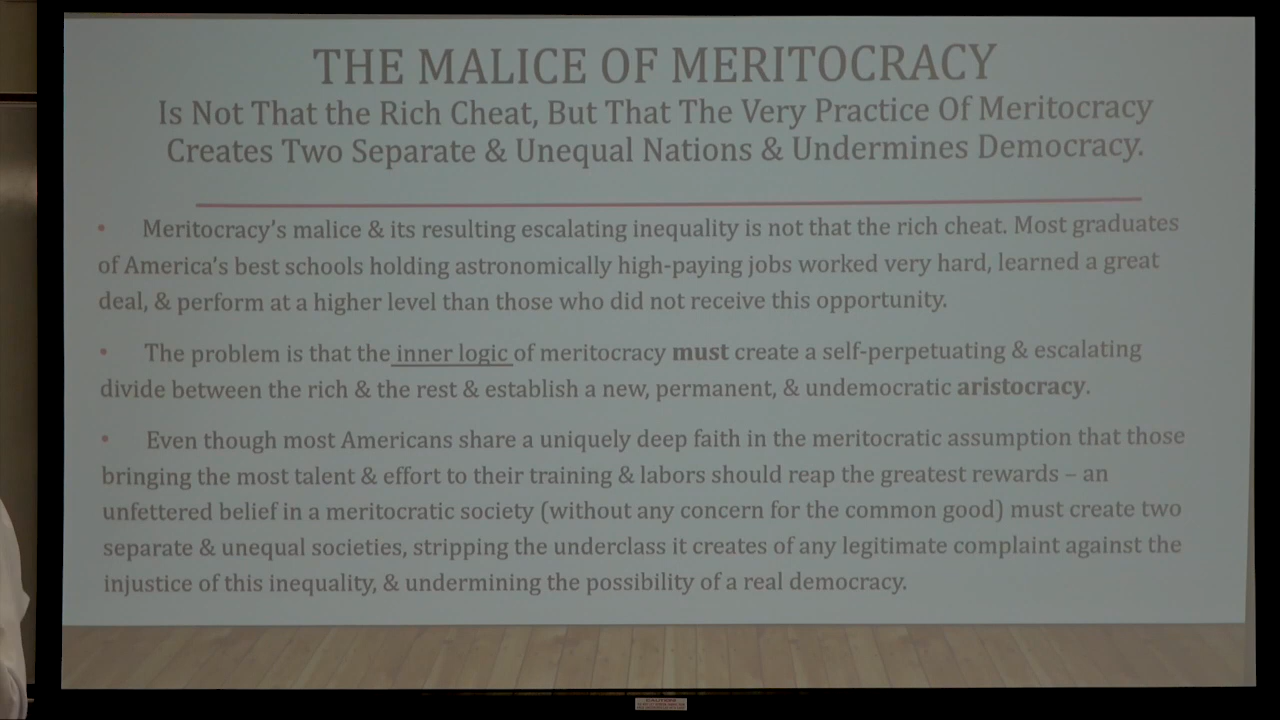 THE MALICE OF MERITOCRACY
Is Not That the Rich Cheat, But That The Very Practice Of Meritocracy
Creates Two Separate & Unequal Nations & Undermines Democracy.
• Meritocracy's malice & its resulting escalating inequality is not that the rich cheat. Most graduates
of America's best schools holding astronomically high-paying jobs worked very hard, learned a great
deal, & perform at a higher level than those who did not receive this opportunity.
• The problem is that the inner logic of meritocracy must create a self-perpetuating & escalating
divide between the rich & the rest & establish a new, permanent, & undemocratic aristocracy.
• Even though most Americans share a uniquely deep faith in the meritocratic assumption that those
bringing the most talent & effort to their training & labors should reap the greatest rewards – an
unfettered belief in a meritocratic society (without any concern for the common good) must create two
separate & unequal societies, stripping the underclass it creates of any legitimate complaint against the
injustice of this inequality, & undermining the possibility of a real democracy.